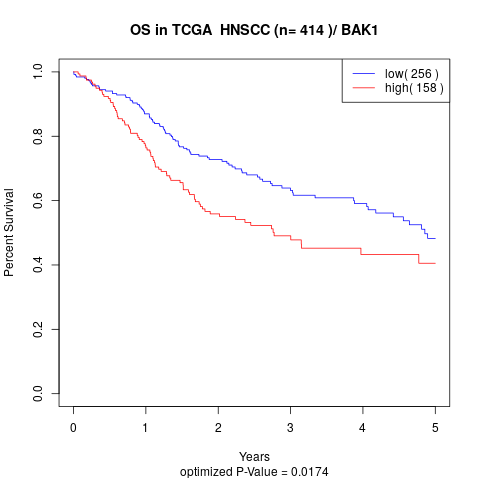 OS in TCGA  HNSCC (n= 414 )/ BAK1
low( 256 )
high( 158 )
Percent Survival
1.0
0.8
0.6
0.4
0.2
0.0
0 1 2 3 4 5
Years
optimized P-Value = 0.0174